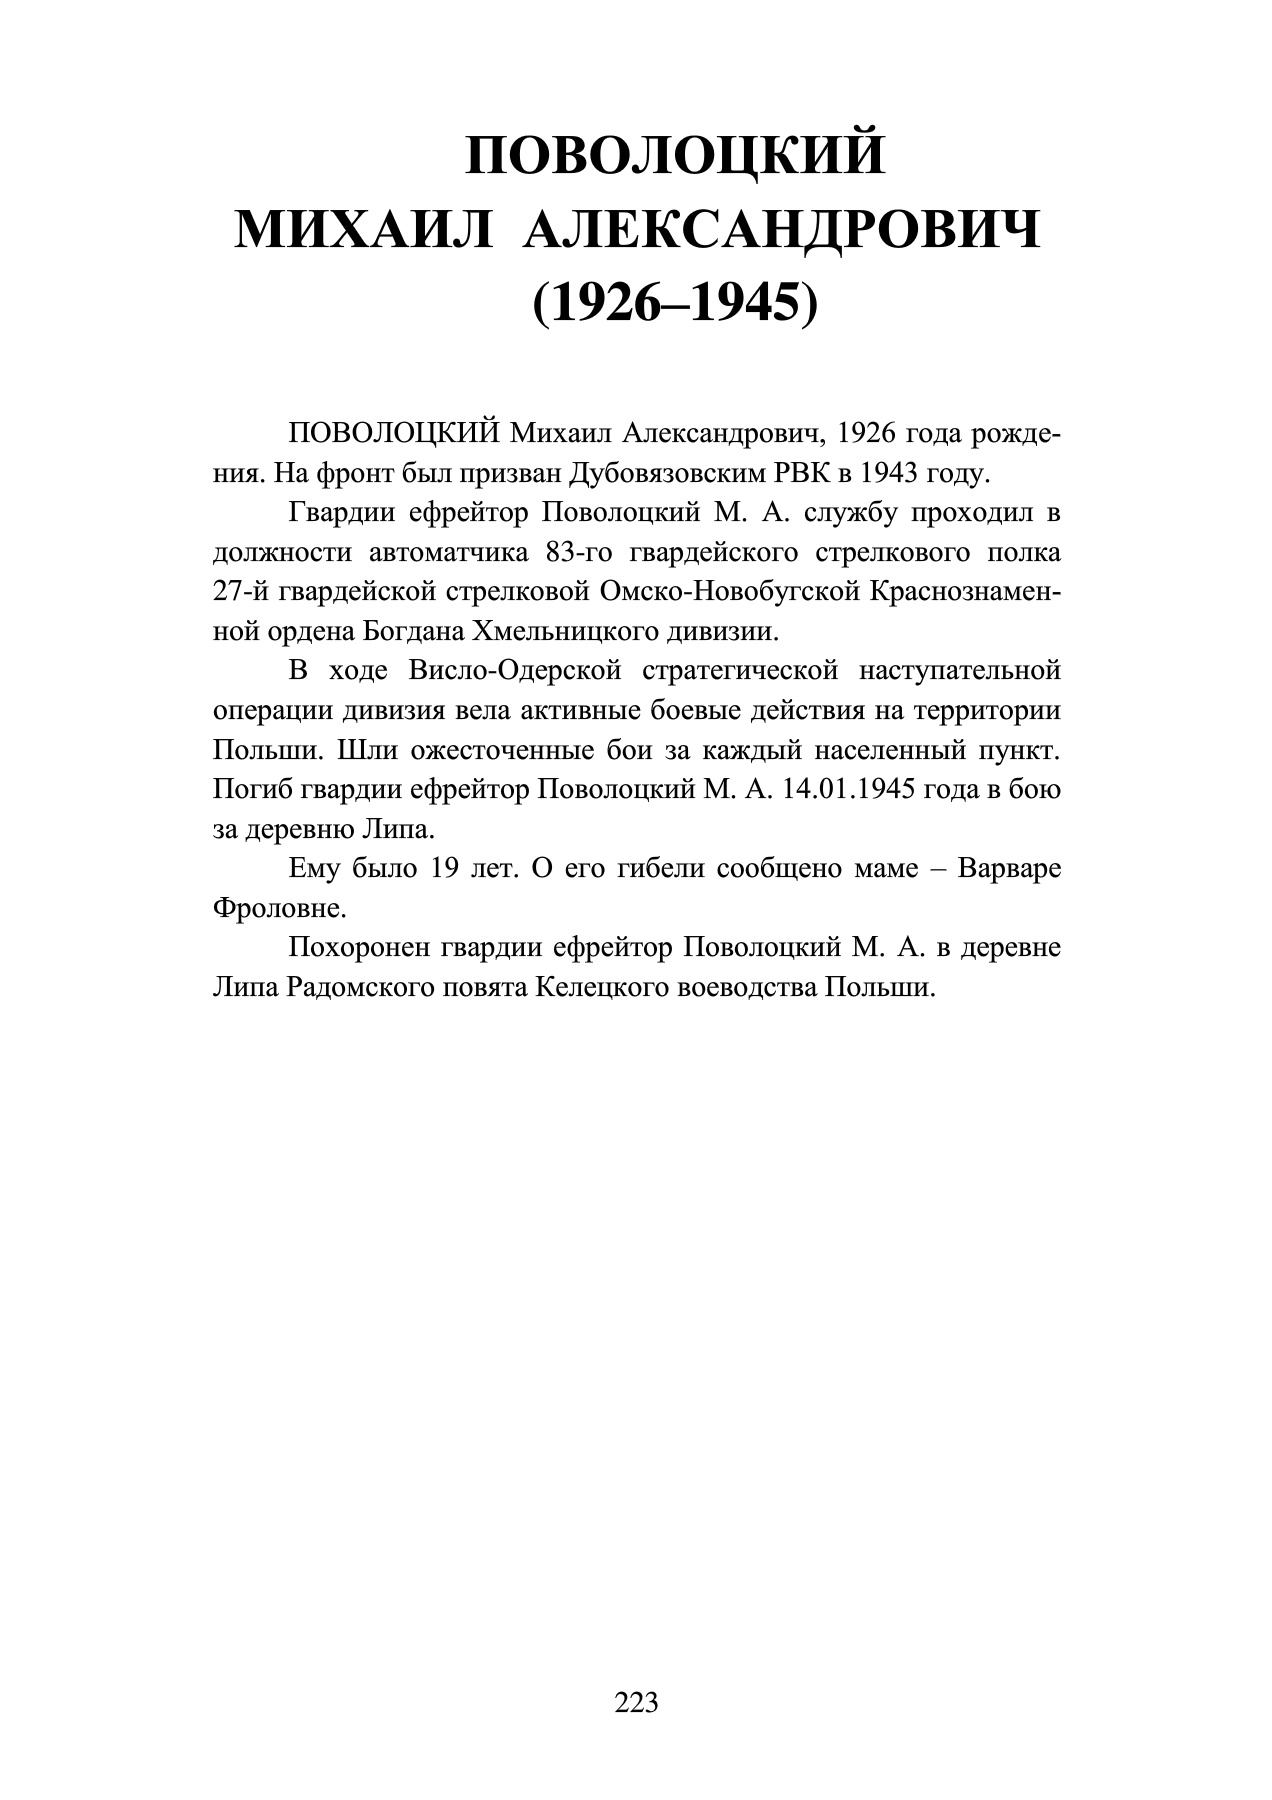 ПОВОЛОЦКИЙ
МИХАИЛ АЛЕКСАНДРОВИЧ
(1926–1945)
ПОВОЛОЦКИЙ Михаил Александрович, 1926 года рожде-
ния. На фронт был призван Дубовязовским РВК в 1943 году.
Гвардии ефрейтор Поволоцкий М. А. службу проходил в
должности автоматчика 83-го гвардейского стрелкового полка
27-й гвардейской стрелковой Омско-Новобугской Краснознамен-
ной ордена Богдана Хмельницкого дивизии.
В ходе Висло-Одерской стратегической наступательной
операции дивизия вела активные боевые действия на территории
Польши. Шли ожесточенные бои за каждый населенный пункт.
Погиб гвардии ефрейтор Поволоцкий М. А. 14.01.1945 года в бою
за деревню Липа.
Ему было 19 лет. О его гибели сообщено маме – Варваре
Фроловне.
Похоронен гвардии ефрейтор Поволоцкий М. А. в деревне
Липа Радомского повята Келецкого воеводства Польши.
223